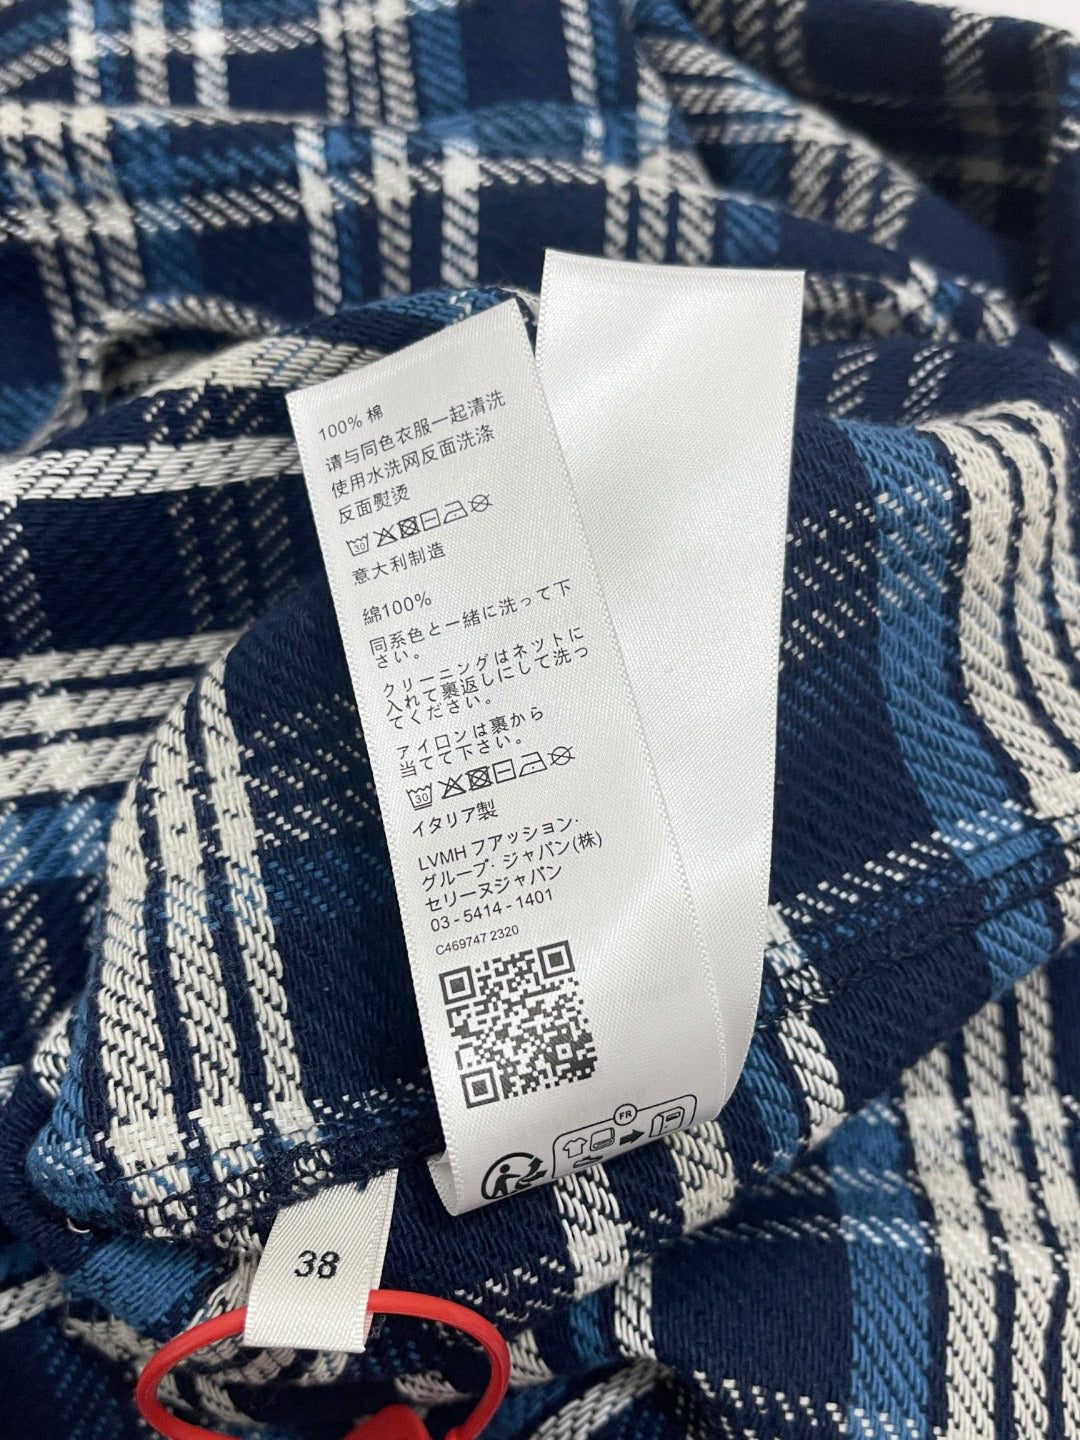 100% 棉
请与同色衣服一起清洗
使用水洗网反面洗涤
反面熨烫
30
意大利制造
綿100%
同系色と一緒に洗って下
さい。
クリーニングはネットに
入れて裏返しにして洗っ
てください。
アイロンは裏から
当てて下さい。
30
イタリア製
LVMH フアッション・
グループ・ジャパン(株)
セリーヌジャパン
03-5414-1401
C469747 2320
FR
38